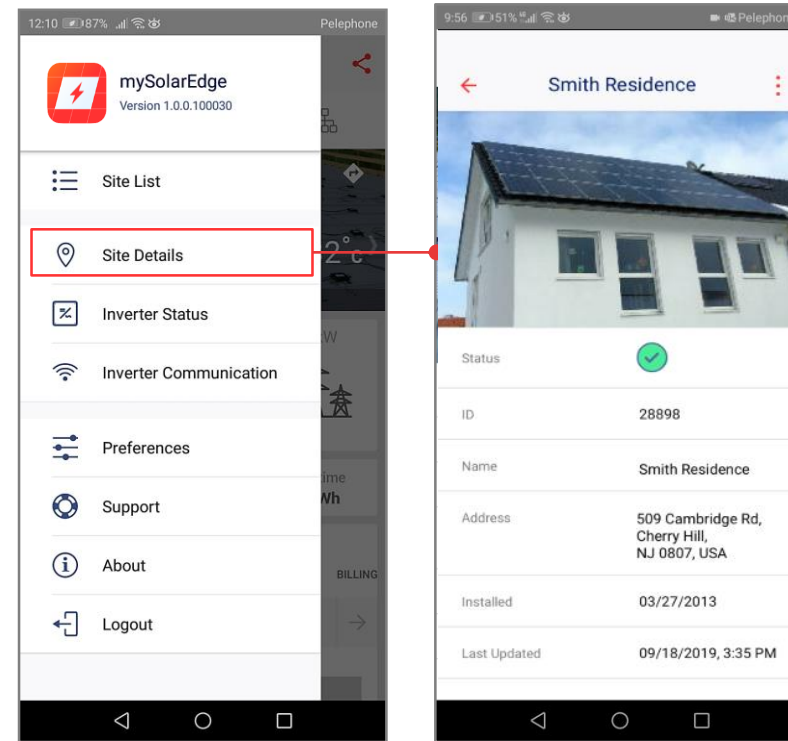 12:10 87% Pelephone
mySolarEdge
Version 1.0.0.100030
Site List
Site Details
2°c
Inverter Status
W
Inverter Communication
Preferences
ime
Wh
Support
About
BILLING
Logout
9:56 51% Pelephon
Smith Residence
Status
ID 28898
Name Smith Residence
Address 509 Cambridge Rd,
Cherry Hill,
NJ 0807, USA
Installed 03/27/2013
Last Updated 09/18/2019, 3:35 PM